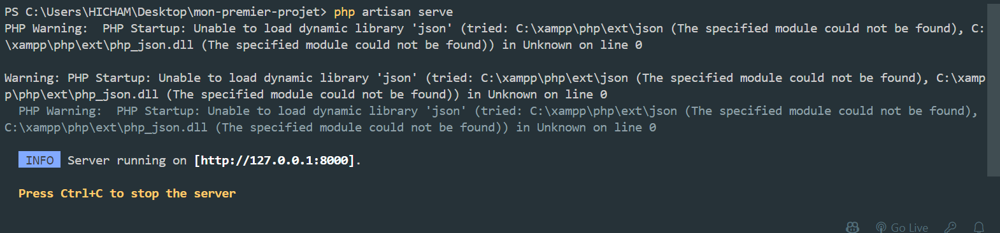 PS C:\Users\HICHAM\Desktop\mon-premier-projet> php artisan serve
PHP Warning:  PHP Startup: Unable to load dynamic library 'json' (tried: C:\xampp\php\ext\json (The specified module could not be found), C:
\xampp\php\ext\php_json.dll (The specified module could not be found)) in Unknown on line 0
Warning: PHP Startup: Unable to load dynamic library 'json' (tried: C:\xampp\php\ext\json (The specified module could not be found), C:\xamp
p\php\ext\php_json.dll (The specified module could not be found)) in Unknown on line 0
PHP Warning:  PHP Startup: Unable to load dynamic library 'json' (tried: C:\xampp\php\ext\json (The specified module could not be found),
C:\xampp\php\ext\php_json.dll (The specified module could not be found)) in Unknown on line 0
INFO Server running on [http://127.0.0.1:8000].
Press Ctrl+C to stop the server
Go Live